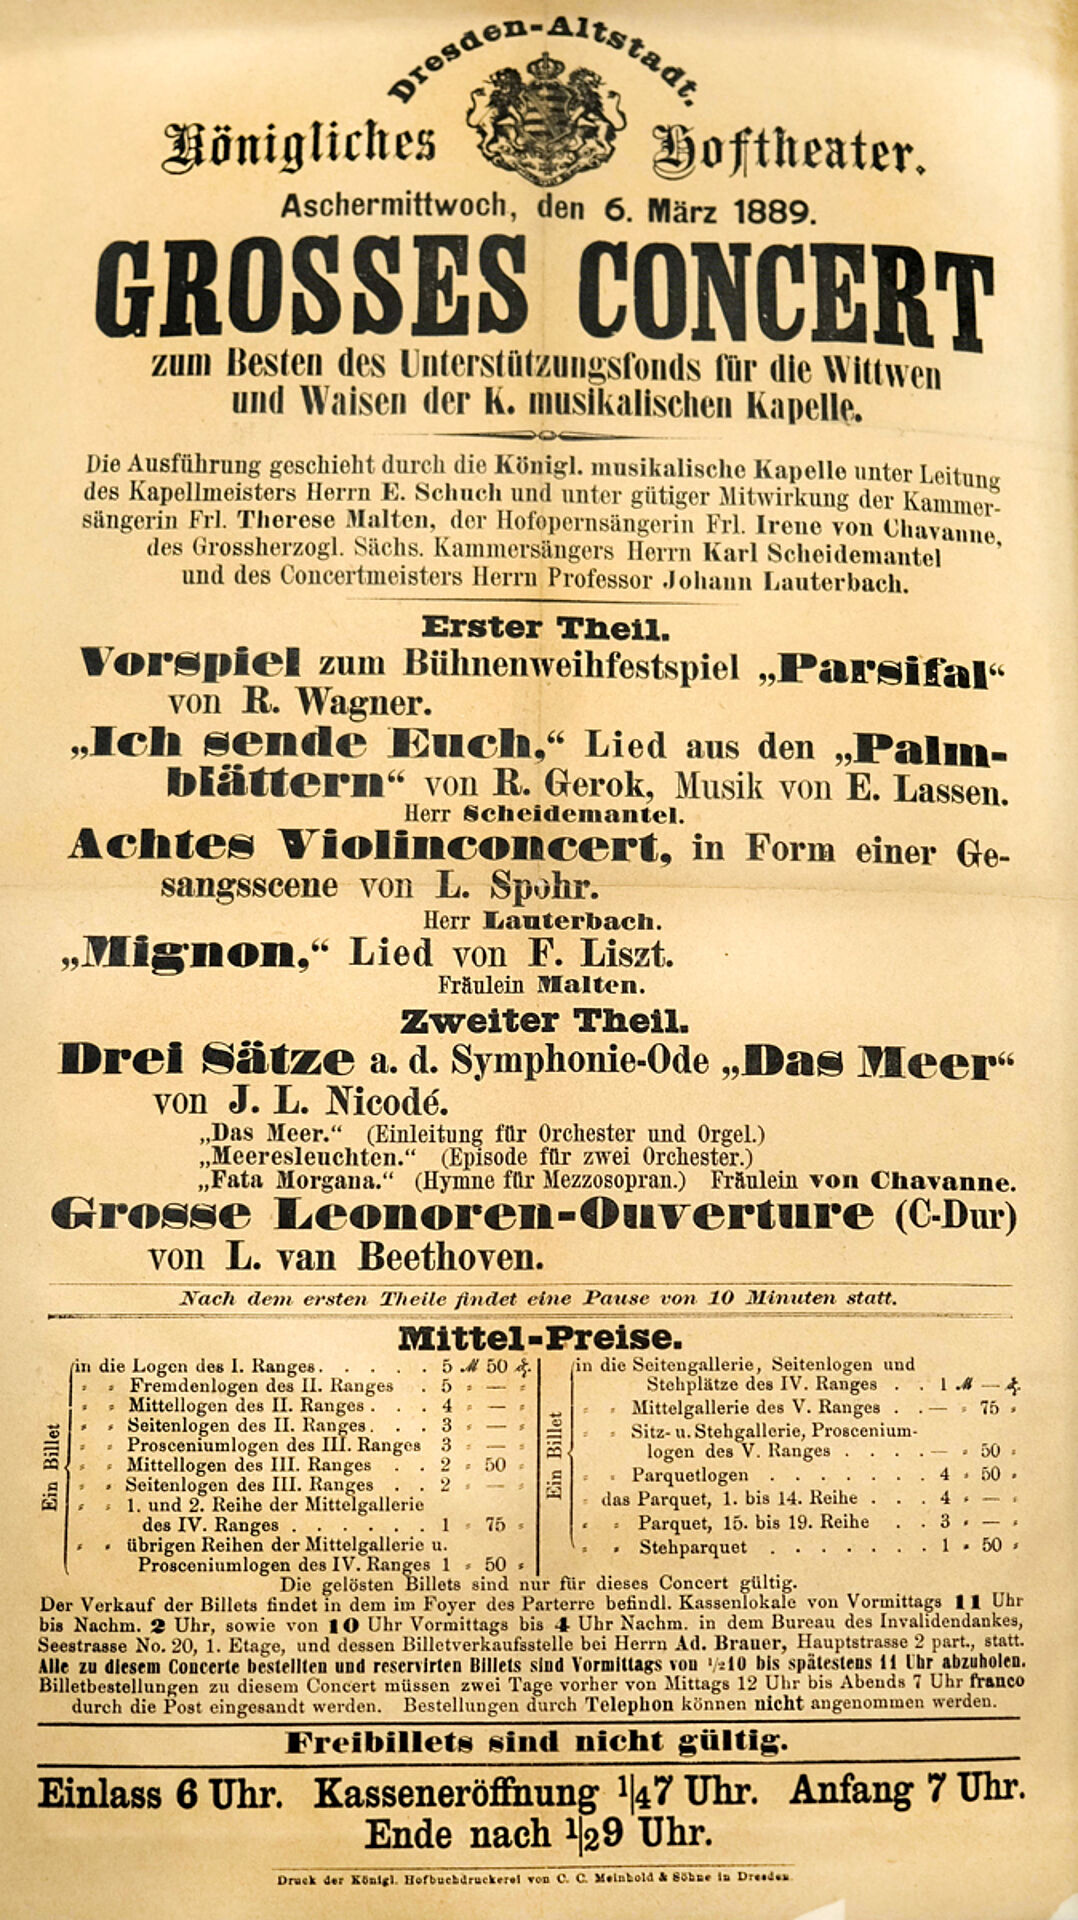 Dresden-Altstadt.
Königliches Hoftheater.
Aschermittwoch, den 6. März 1889.
GROSSES CONCERT
zum Besten des Unterstützungsfonds für die Wittwen
und Waisen der K. musikalischen Kapelle.
Die Ausführung geschieht durch die Königl. musikalische Kapelle unter Leitung
des Kapellmeisters Herrn E. Schuch und unter gütiger Mitwirkung der Kammer-
sängerin Frl. Therese Malten, der Hofopernsängerin Frl. Irene von Chavanne,
des Grossherzogl. Sächs. Kammersängers Herrn Karl Scheidemantel
und des Concertmeisters Herrn Professor Johann Lauterbach.
Erster Theil.
Vorspiel zum Bühnenweihfestspiel „Parsifal“
von R. Wagner.
„Ich sende Euch,“ Lied aus den „Palm-
blättern“ von R. Gerok, Musik von E. Lassen.
Herr Scheidemantel.
Achtes Violinconcert, in Form einer Ge-
sangsscene von L. Spohr.
Herr Lauterbach.
„Mignon,“ Lied von F. Liszt.
Fräulein Malten.
Zweiter Theil.
Drei Sätze a. d. Symphonie-Ode „Das Meer“
von J. L. Nicodé.
„Das Meer.“ (Einleitung für Orchester und Orgel.)
„Meeresleuchten.“ (Episode für zwei Orchester.)
„Fata Morgana.“ (Hymne für Mezzosopran.) Fräulein von Chavanne.
Grosse Leonoren-Ouverture (C-Dur)
von L. van Beethoven.
Nach dem ersten Theile findet eine Pause von 10 Minuten statt.
Mittel-Preise.
Ein Billet
in die Logen des I. Ranges. . . . . 5 ℳ 50 ₰.
„ „ Fremdenlogen des II. Ranges . 5 „ — „
„ „ Mittellogen des II. Ranges . . . 4 „ — „
„ „ Seitenlogen des II. Ranges. . . 3 „ — „
„ „ Prosceniumlogen des III. Ranges 3 „ — „
„ „ Mittellogen des III. Ranges . . 2 „ 50 „
„ „ Seitenlogen des III. Ranges . . 2 „ — „
„ „ 1. und 2. Reihe der Mittelgallerie
des IV. Ranges . . . . . . 1 „ 75 „
„ „ übrigen Reihen der Mittelgallerie u.
Prosceniumlogen des IV. Ranges 1 „ 50 „
Ein Billet
in die Seitengallerie, Seitenlogen und
Stehplätze des IV. Ranges . . 1 ℳ — ₰.
„ „ Mittelgallerie des V. Ranges . . — „ 75 „
„ „ Sitz- u. Stehgallerie, Proscenium-
logen des V. Ranges . . . . — „ 50 „
„ „ Parquetlogen . . . . . . . 4 „ 50 „
„ das Parquet, 1. bis 14. Reihe . . . 4 „ — „
„ „ Parquet, 15. bis 19. Reihe . . 3 „ — „
„ „ Stehparquet . . . . . . . 1 „ 50 „
Die gelösten Billets sind nur für dieses Concert gültig.
Der Verkauf der Billets findet in dem im Foyer des Parterre befindl. Kassenlokale von Vormittags 11 Uhr
bis Nachm. 2 Uhr, sowie von 10 Uhr Vormittags bis 4 Uhr Nachm. in dem Bureau des Invalidendankes,
Seestrasse No. 20, 1. Etage, und dessen Billetverkaufsstelle bei Herrn Ad. Brauer, Hauptstrasse 2 part., statt.
Alle zu diesem Concerte bestellten und reservirten Billets sind Vormittags von ½10 bis spätestens 11 Uhr abzuholen.
Billetbestellungen zu diesem Concert müssen zwei Tage vorher von Mittags 12 Uhr bis Abends 7 Uhr franco
durch die Post eingesandt werden. Bestellungen durch Telephon können nicht angenommen werden.
Freibillets sind nicht gültig.
Einlass 6 Uhr. Kasseneröffnung ¼7 Uhr. Anfang 7 Uhr.
Ende nach ½9 Uhr.
Druck der Königl. Hofbuchdruckerei von C. C. Meinhold & Söhne in Dresden.